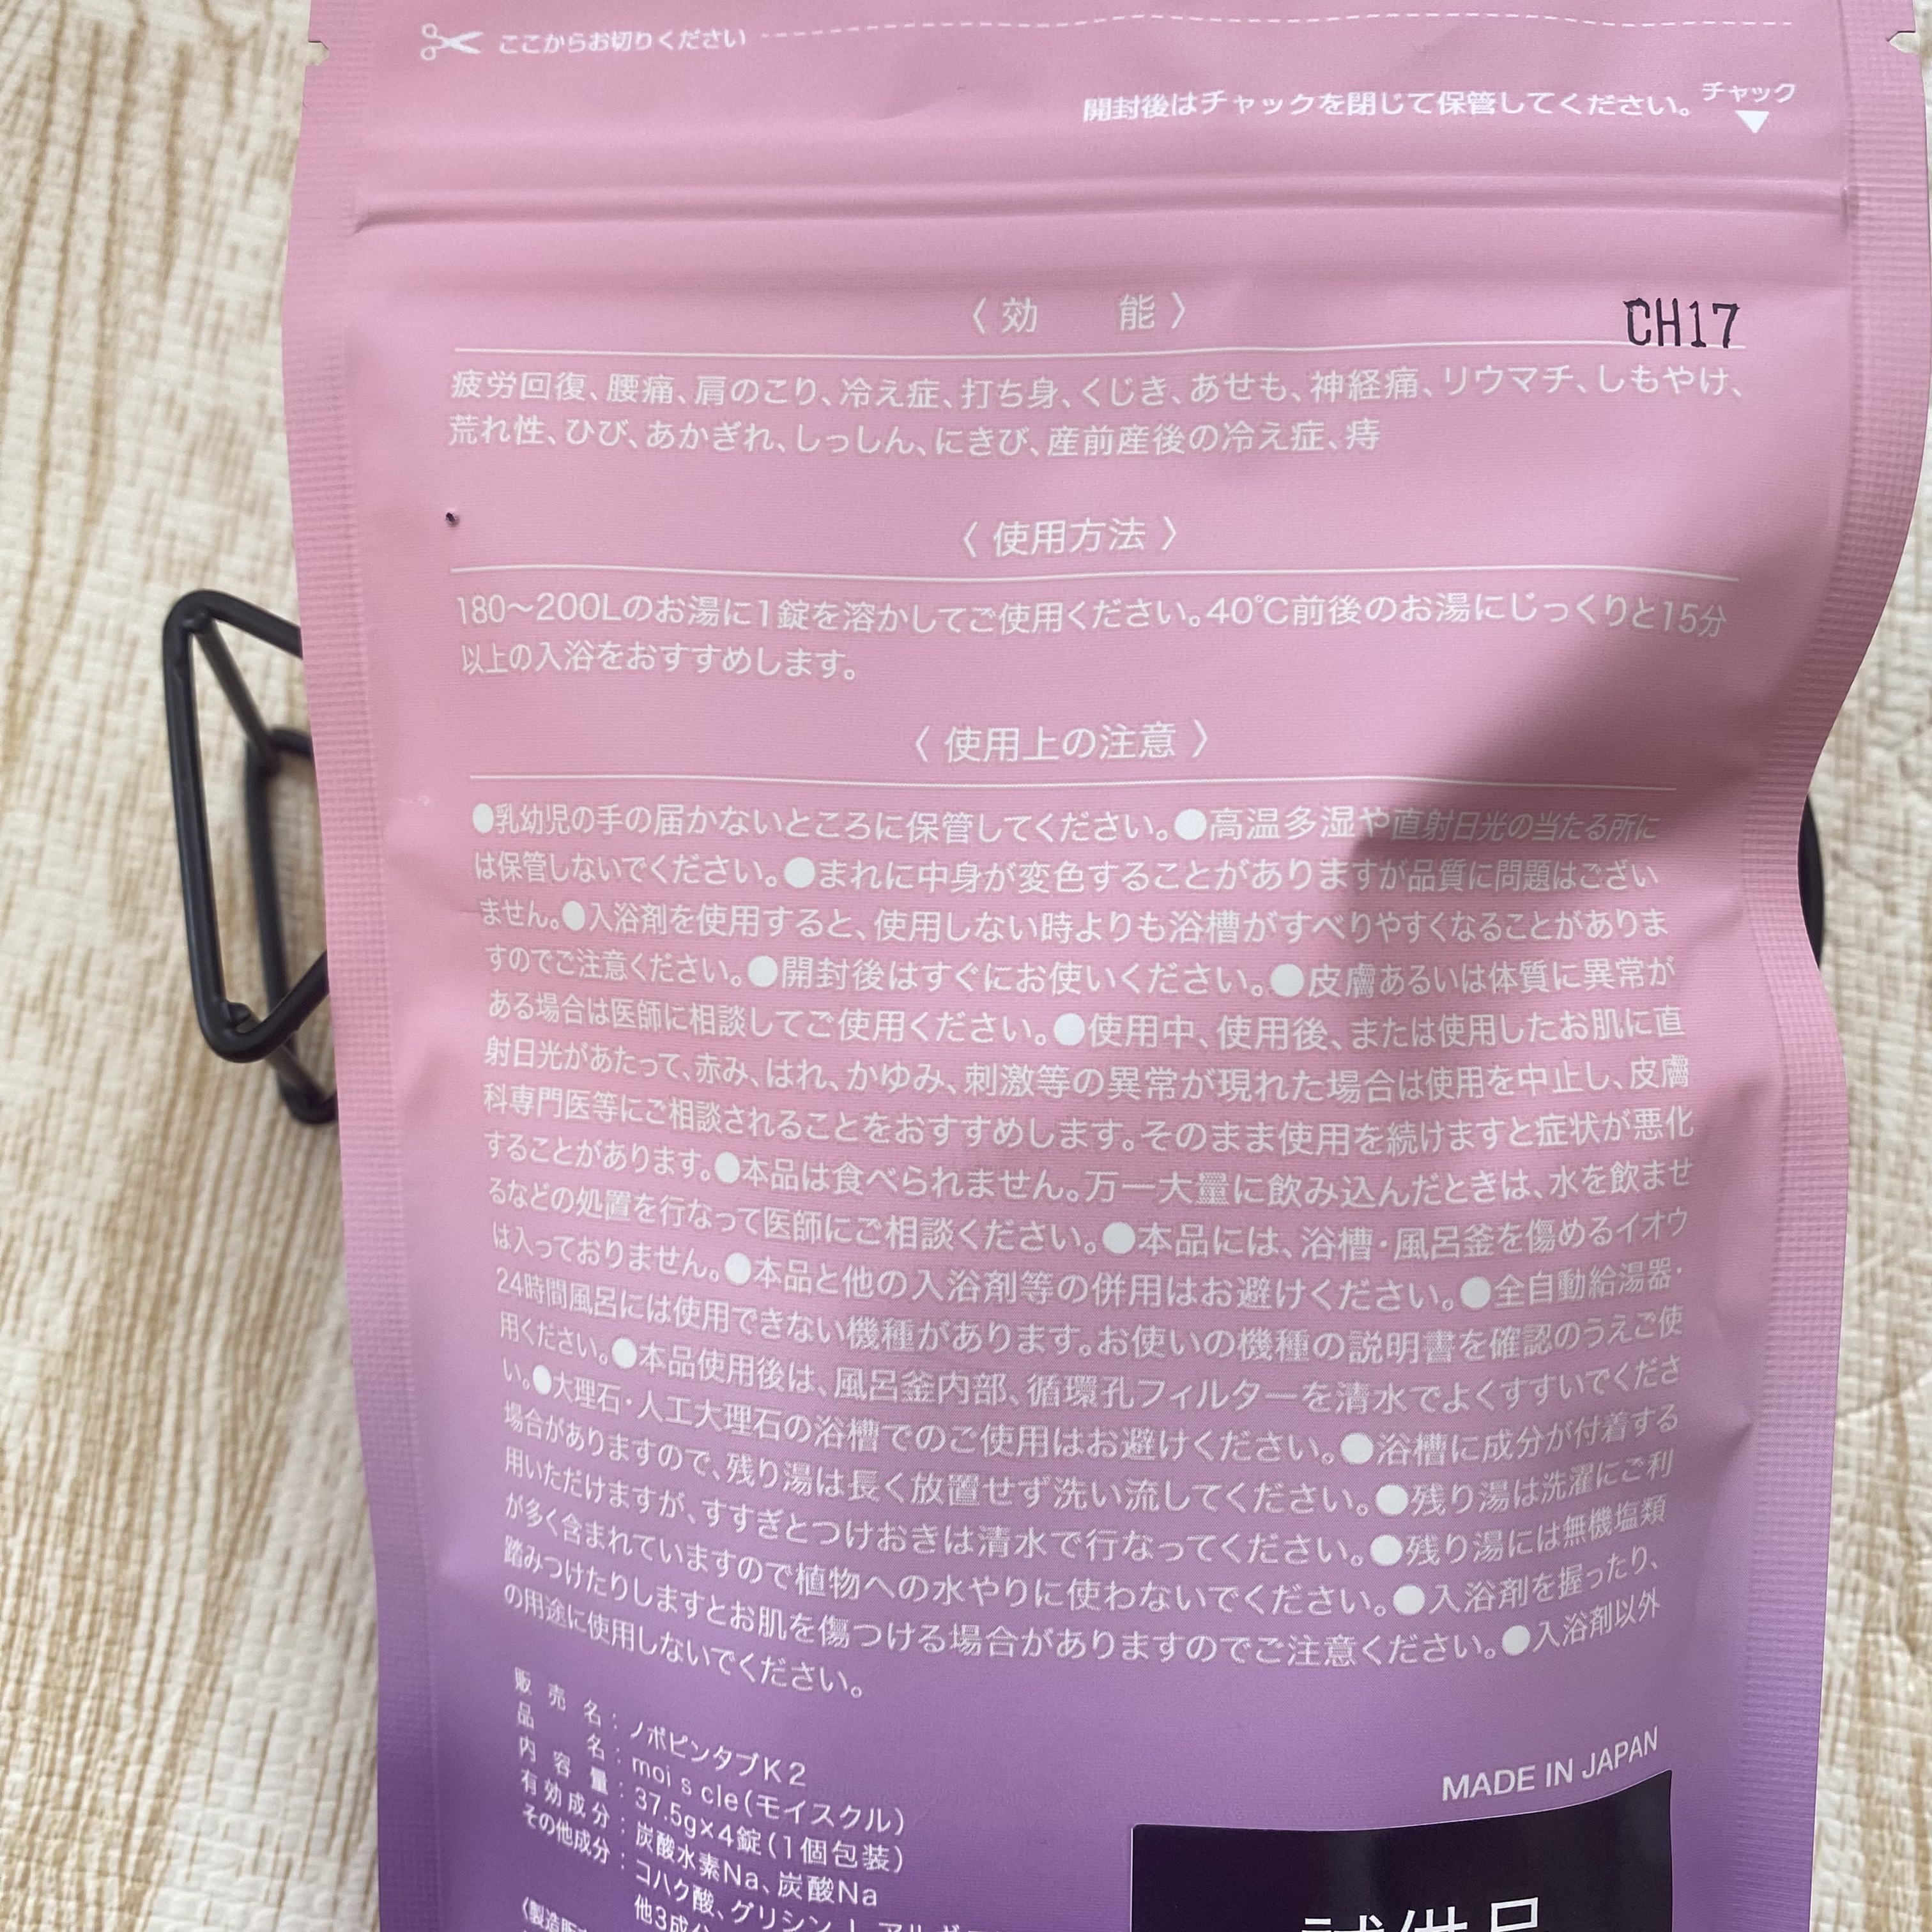 ここからお切りください
開封後はチャックを閉じて保管してください。
チャック
〈効 能〉
CH17
疲労回復、腰痛、肩のこり、冷え症、打ち身、くじき、あせも、神経痛、リウマチ、しもやけ、
荒れ性、ひび、あかぎれ、しっしん、にきび、産前産後の冷え症、痔
〈使用方法〉
180〜200Lのお湯に1錠を溶かしてご使用ください。40℃前後のお湯にじっくりと15分
以上の入浴をおすすめします。
〈使用上の注意〉
●乳幼児の手の届かないところに保管してください。●高温多湿や直射日光の当たる所に
は保管しないでください。●まれに中身が変色することがありますが品質に問題はござい
ません。●入浴剤を使用すると、使用しない時よりも浴槽がすべりやすくなることがありま
すのでご注意ください。●開封後はすぐにお使いください。●皮膚あるいは体質に異常が
ある場合は医師に相談してご使用ください。●使用中、使用後、または使用したお肌に直
射日光があたって、赤み、はれ、かゆみ、刺激等の異常が現れた場合は使用を中止し、皮膚
科専門医等にご相談されることをおすすめします。そのまま使用を続けますと症状が悪化
することがあります。●本品は食べられません。万一大量に飲み込んだときは、水を飲ませ
るなどの処置を行なって医師にご相談ください。●本品には、浴槽・風呂釜を傷めるイオウ
は入っておりません。●本品と他の入浴剤等の併用はお避けください。●全自動給湯器・
24時間風呂には使用できない機種があります。お使いの機種の説明書を確認のうえご使
用ください。●本品使用後は、風呂釜内部、循環孔フィルターを清水でよくすすいでくださ
い。●大理石・人工大理石の浴槽でのご使用はお避けください。●浴槽に成分が付着する
場合がありますので、残り湯は長く放置せず洗い流してください。●残り湯は洗濯にご利
用いただけますが、すすぎとつけおきは清水で行なってください。●残り湯には無機塩類
が多く含まれていますので植物への水やりに使わないでください。●入浴剤を握ったり、
踏みつけたりしますとお肌を傷つける場合がありますのでご注意ください。●入浴剤以外
の用途に使用しないでください。
販売名：ノボピンタブK2
品名：moi s cle(モイスクル)
内容量：37.5g×4錠(1個包装)
有効成分：炭酸水素Na、炭酸Na
その他成分：コハク酸、グリシン、L
他3成
(製造販
MADE IN JAPAN
試供品